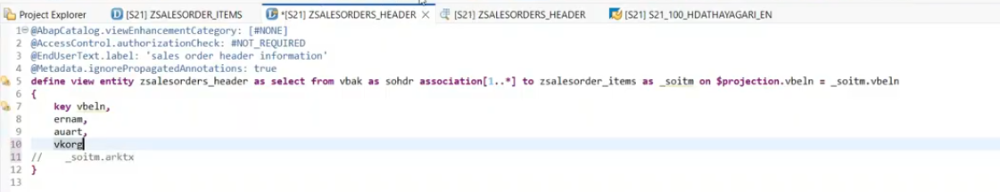 Project Explorer [S21] ZSALESORDER_ITEMS *[S21] ZSALESORDERS_HEADER [S21] ZSALESORDERS_HEADER [S21] S21_100_HDATHAYAGARI_EN
1 @AbapCatalog.viewEnhancementCategory: [#NONE]
2 @AccessControl.authorizationCheck: #NOT_REQUIRED
3 @EndUserText.label: 'sales order header information'
4 @Metadata.ignorePropagatedAnnotations: true
5 define view entity zsalesorders_header as select from vbak as sohdr association[1..*] to zsalesorder_items as _soitm on $projection.vbeln = _soitm.vbeln
6 {
7 key vbeln,
8 ernam,
9 auart,
10 vkorg
11 // _soitm.arktx
12 }
13